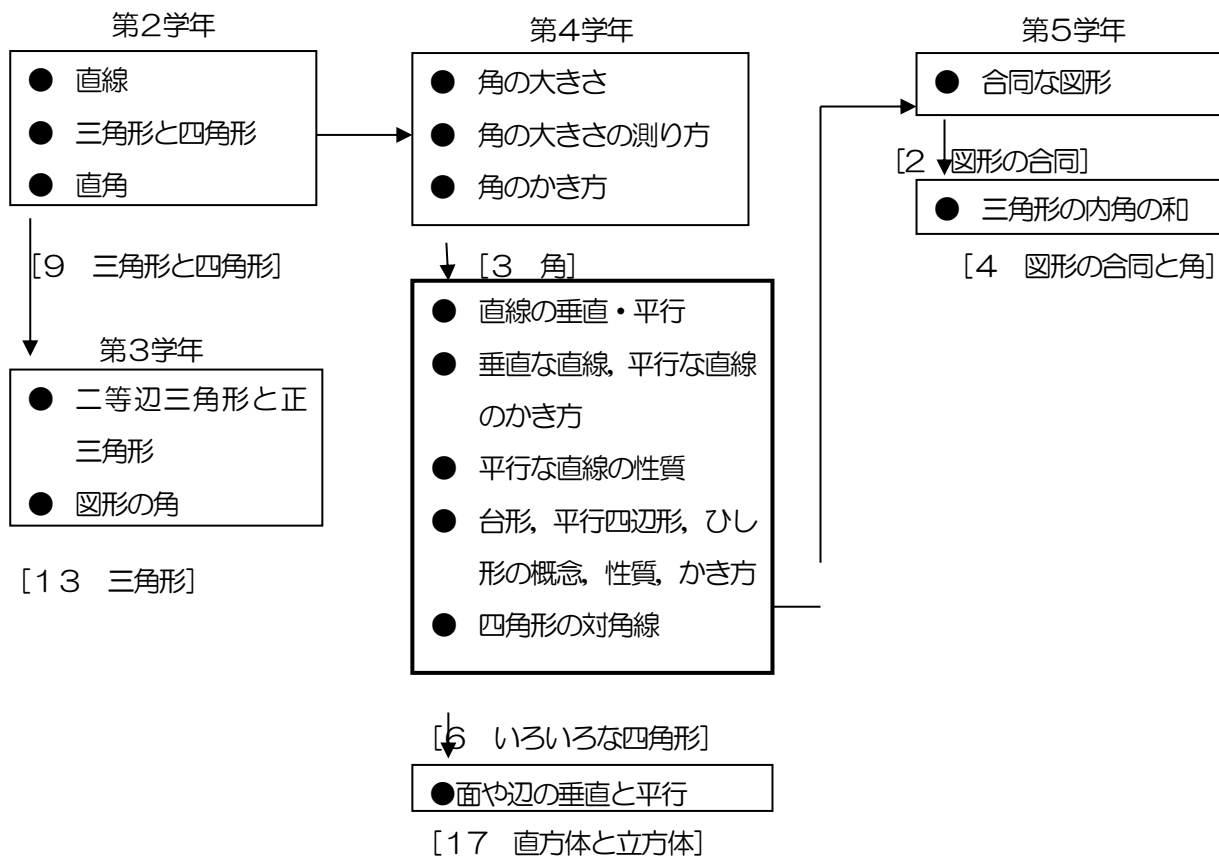 第2学年
● 直線
● 三角形と四角形
● 直角
[9 三角形と四角形]
第3学年
● 二等辺三角形と正
三角形
● 図形の角
[13 三角形]
第4学年
● 角の大きさ
● 角の大きさの測り方
● 角のかき方
[3 角]
● 直線の垂直・平行
● 垂直な直線，平行な直線
のかき方
● 平行な直線の性質
● 台形，平行四辺形，ひし
形の概念，性質，かき方
● 四角形の対角線
[6 いろいろな四角形]
●面や辺の垂直と平行
[17 直方体と立方体]
第5学年
● 合同な図形
[2 図形の合同]
● 三角形の内角の和
[4 図形の合同と角]